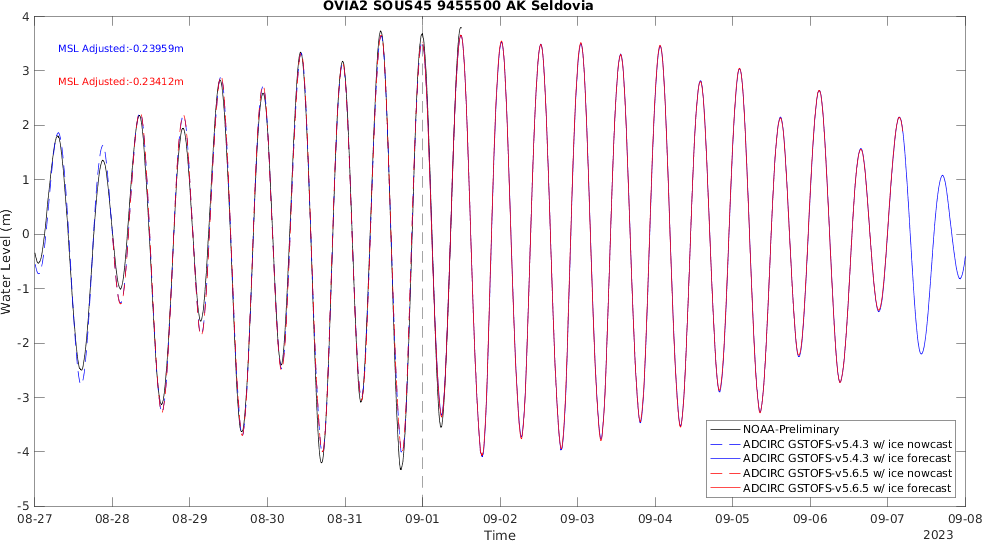 OVIA2 SOUS45 9455500 AK Seldovia
MSL Adjusted:-0.23959m
MSL Adjusted:-0.23412m
Water Level (m)
4
3
2
1
0
-1
-2
-3
-4
-5
NOAA-Preliminary
ADCIRC GSTOFS-v5.4.3 w/ ice nowcast
ADCIRC GSTOFS-v5.4.3 w/ ice forecast
ADCIRC GSTOFS-v5.6.5 w/ ice nowcast
ADCIRC GSTOFS-v5.6.5 w/ ice forecast
08-27 08-28 08-29 08-30 08-31 09-01 09-02 09-03 09-04 09-05 09-06 09-07 09-08
Time
2023